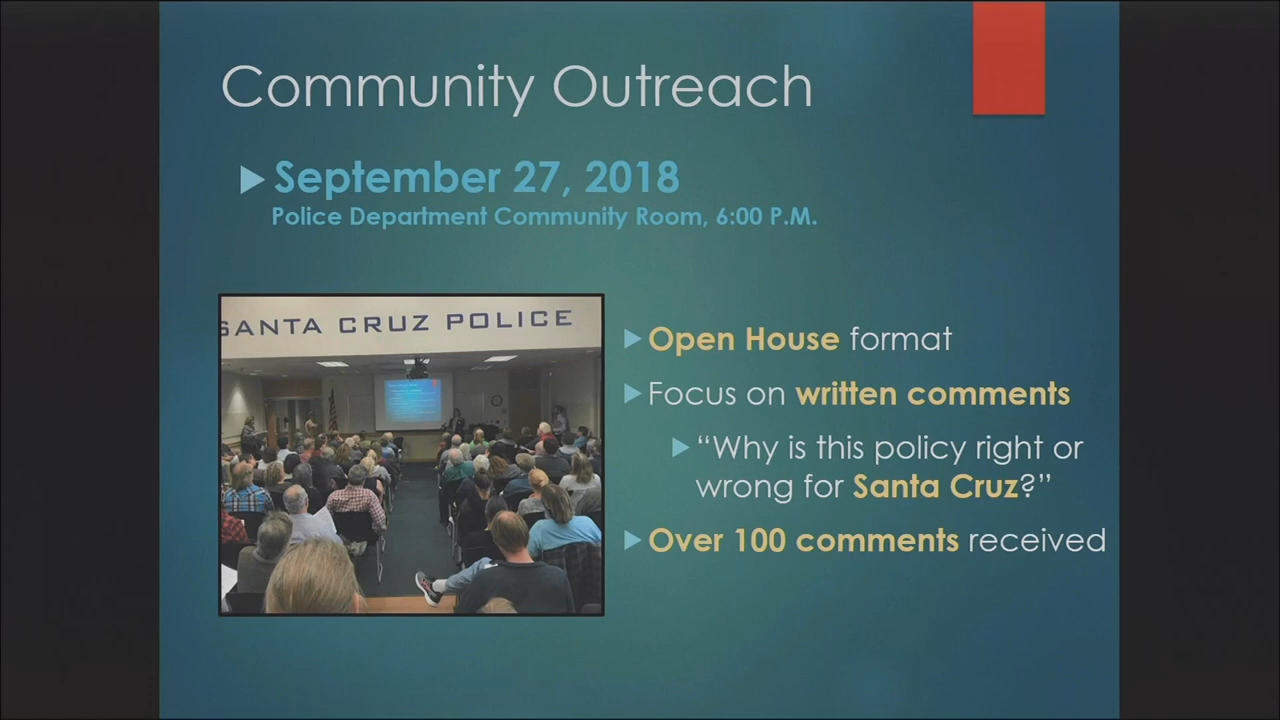 Community Outreach
September 27, 2018
Police Department Community Room, 6:00 P.M.
SANTA CRUZ POLICE
Open House format
Focus on written comments
“Why is this policy right or
wrong for Santa Cruz?”
Over 100 comments received